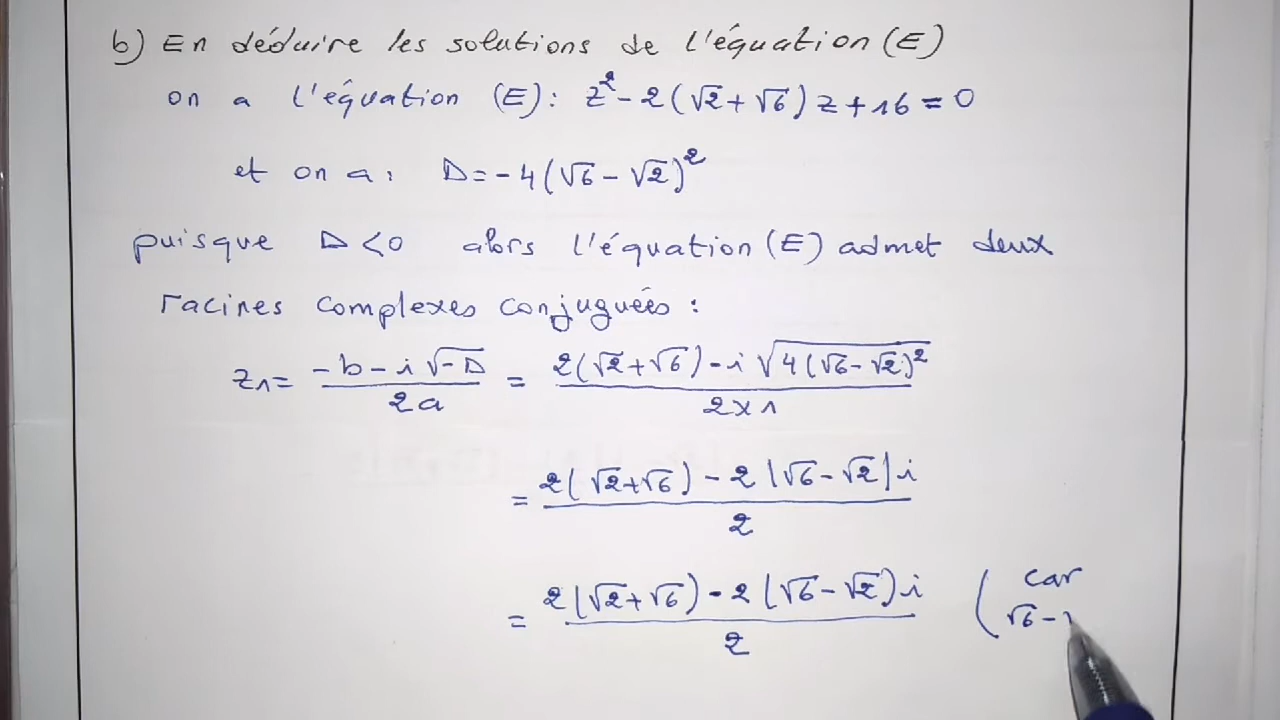 b) En déduire les solutions de l'équation (E)
on a l'équation (E): z² - 2(√2 + √6) z + 16 = 0
et on a: Δ = -4(√6 - √2)²
puisque Δ < 0 alors l'équation (E) admet deux
racines complexes conjuguées :
z₁ = (-b - i√-Δ)/(2a) = (2(√2+√6) - i√(4(√6-√2)²))/(2×1)
= (2(√2+√6) - 2|√6-√2|i)/2
= (2(√2+√6) - 2(√6-√2)i)/2 ( car
√6 -